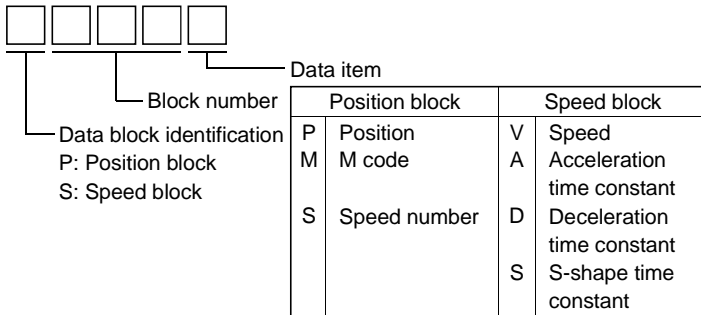 Data item
Block number
Data block identification
P: Position block
S: Speed block
Position block Speed block
P Position V Speed
M M code A Acceleration
time constant
S Speed number D Deceleration
time constant
S S-shape time
constant